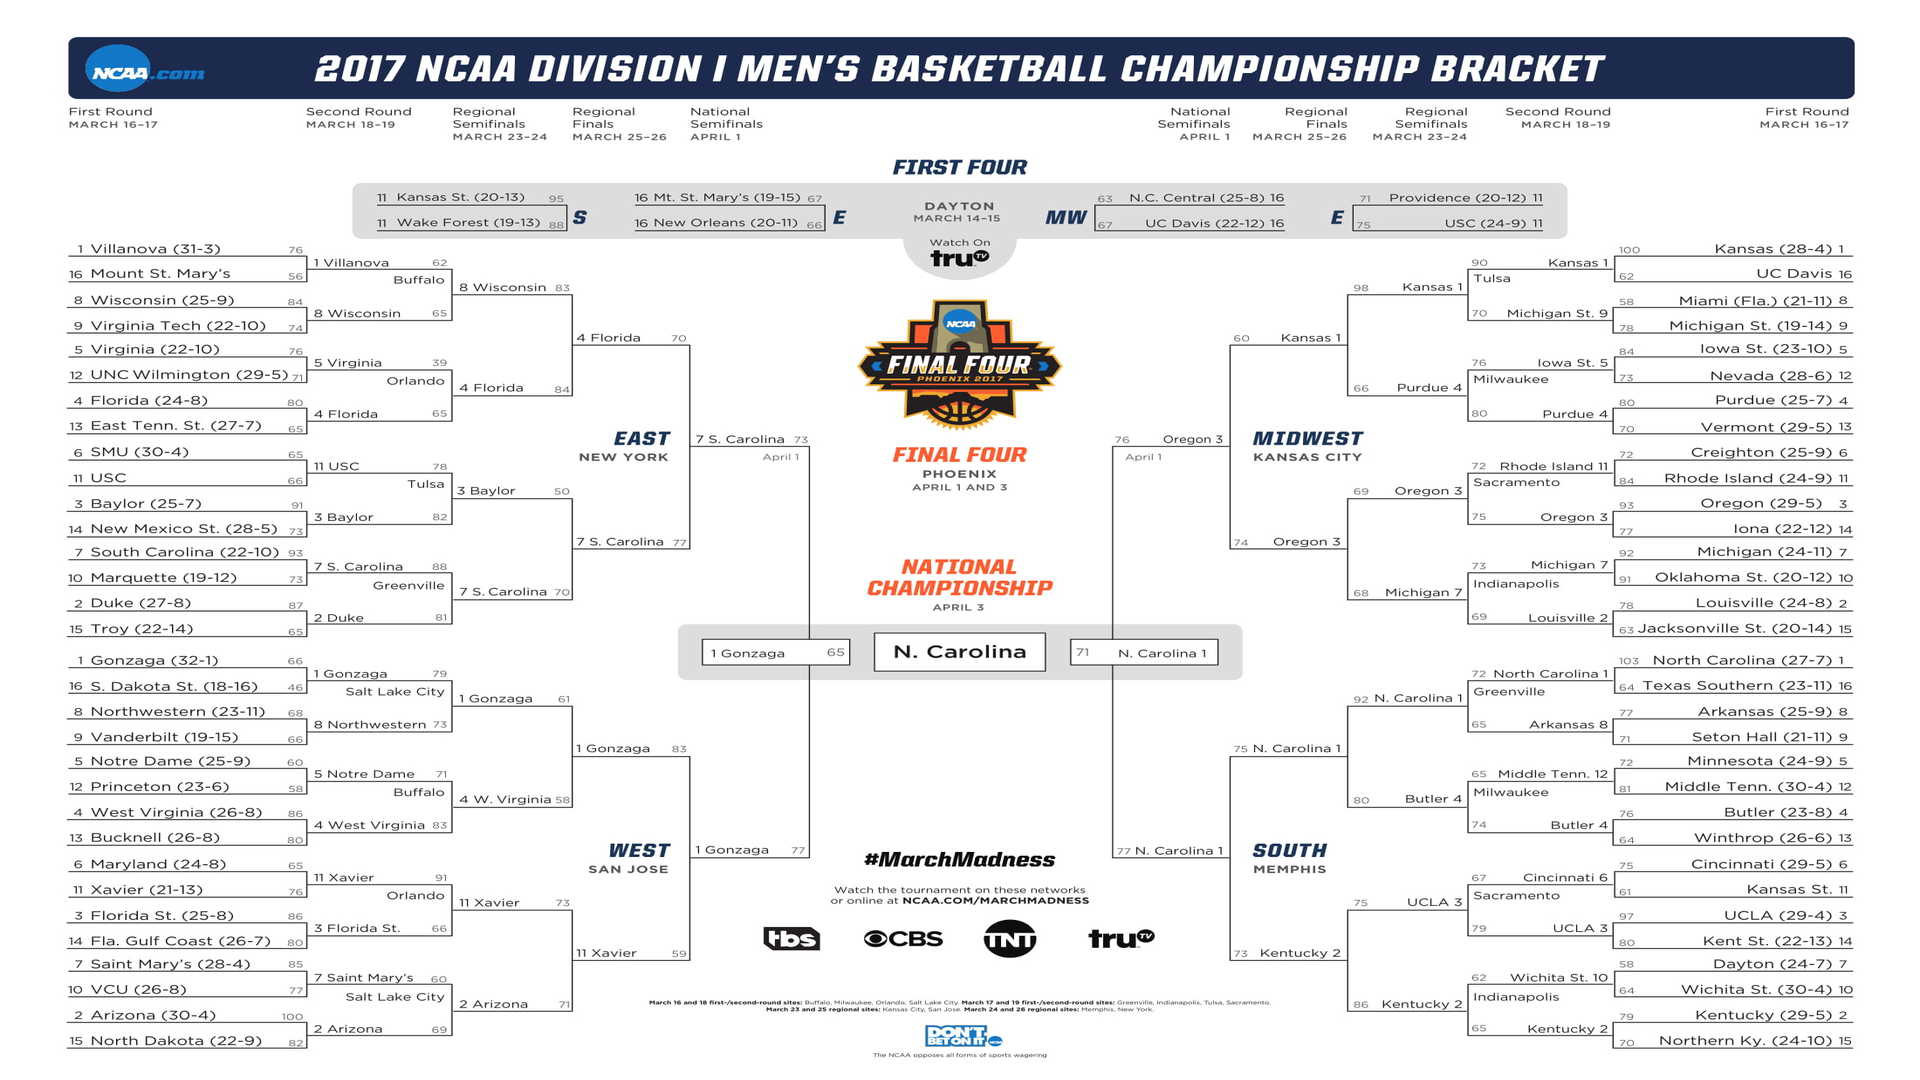 NCAA.com
2017 NCAA DIVISION I MEN'S BASKETBALL CHAMPIONSHIP BRACKET
First Round
MARCH 16-17
Second Round
MARCH 18-19
Regional
Semifinals
MARCH 23-24
Regional
Finals
MARCH 25-26
National
Semifinals
APRIL 1
National
Semifinals
APRIL 1
Regional
Finals
MARCH 25-26
Regional
Semifinals
MARCH 23-24
Second Round
MARCH 18-19
First Round
MARCH 16-17
FIRST FOUR
11 Kansas St. (20-13) 95
11 Wake Forest (19-13) 88
S
16 Mt. St. Mary's (19-15) 67
16 New Orleans (20-11) 66
E
DAYTON
MARCH 14-15
MW
63 N.C. Central (25-8) 16
67 UC Davis (22-12) 16
E
71 Providence (20-12) 11
75 USC (24-9) 11
Watch On
truTV
1 Villanova (31-3) 76
16 Mount St. Mary's 56
8 Wisconsin (25-9) 84
9 Virginia Tech (22-10) 74
5 Virginia (22-10) 76
12 UNC Wilmington (29-5) 71
4 Florida (24-8) 80
13 East Tenn. St. (27-7) 65
6 SMU (30-4) 65
11 USC 66
3 Baylor (25-7) 91
14 New Mexico St. (28-5) 73
7 South Carolina (22-10) 93
10 Marquette (19-12) 73
2 Duke (27-8) 87
15 Troy (22-14) 65
1 Villanova 62
Buffalo
8 Wisconsin 65
5 Virginia 39
Orlando
4 Florida 65
11 USC 78
Tulsa
3 Baylor 82
7 S. Carolina 88
Greenville
2 Duke 81
8 Wisconsin 83
4 Florida 84
3 Baylor 50
7 S. Carolina 70
4 Florida 70
7 S. Carolina 77
EAST
NEW YORK
7 S. Carolina 73
April 1
1 Gonzaga (32-1) 66
16 S. Dakota St. (18-16) 46
8 Northwestern (23-11) 68
9 Vanderbilt (19-15) 66
5 Notre Dame (25-9) 60
12 Princeton (23-6) 58
4 West Virginia (26-8) 86
13 Bucknell (26-8) 80
6 Maryland (24-8) 65
11 Xavier (21-13) 76
3 Florida St. (25-8) 86
14 Fla. Gulf Coast (26-7) 80
7 Saint Mary's (28-4) 85
10 VCU (26-8) 77
2 Arizona (30-4) 100
15 North Dakota (22-9) 82
1 Gonzaga 79
Salt Lake City
8 Northwestern 73
5 Notre Dame 71
Buffalo
4 West Virginia 83
11 Xavier 91
Orlando
3 Florida St. 66
7 Saint Mary's 60
Salt Lake City
2 Arizona 69
1 Gonzaga 61
4 W. Virginia 58
11 Xavier 73
2 Arizona 71
1 Gonzaga 83
11 Xavier 59
WEST
SAN JOSE
1 Gonzaga 77
NCAA
FINAL FOUR
PHOENIX 2017
FINAL FOUR
PHOENIX
APRIL 1 AND 3
NATIONAL
CHAMPIONSHIP
APRIL 3
1 Gonzaga 65
N. Carolina
71 N. Carolina 1
76 Oregon 3
April 1
MIDWEST
KANSAS CITY
60 Kansas 1
74 Oregon 3
98 Kansas 1
66 Purdue 4
69 Oregon 3
68 Michigan 7
90 Kansas 1
Tulsa
70 Michigan St. 9
76 Iowa St. 5
Milwaukee
80 Purdue 4
72 Rhode Island 11
Sacramento
75 Oregon 3
73 Michigan 7
Indianapolis
69 Louisville 2
100 Kansas (28-4) 1
62 UC Davis 16
58 Miami (Fla.) (21-11) 8
78 Michigan St. (19-14) 9
84 Iowa St. (23-10) 5
73 Nevada (28-6) 12
80 Purdue (25-7) 4
70 Vermont (29-5) 13
72 Creighton (25-9) 6
84 Rhode Island (24-9) 11
93 Oregon (29-5) 3
77 Iona (22-12) 14
92 Michigan (24-11) 7
91 Oklahoma St. (20-12) 10
78 Louisville (24-8) 2
63 Jacksonville St. (20-14) 15
77 N. Carolina 1
SOUTH
MEMPHIS
75 N. Carolina 1
73 Kentucky 2
92 N. Carolina 1
80 Butler 4
75 UCLA 3
86 Kentucky 2
72 North Carolina 1
Greenville
65 Arkansas 8
65 Middle Tenn. 12
Milwaukee
74 Butler 4
67 Cincinnati 6
Sacramento
79 UCLA 3
62 Wichita St. 10
Indianapolis
65 Kentucky 2
103 North Carolina (27-7) 1
64 Texas Southern (23-11) 16
77 Arkansas (25-9) 8
71 Seton Hall (21-11) 9
72 Minnesota (24-9) 5
81 Middle Tenn. (30-4) 12
76 Butler (23-8) 4
64 Winthrop (26-6) 13
75 Cincinnati (29-5) 6
61 Kansas St. 11
97 UCLA (29-4) 3
80 Kent St. (22-13) 14
58 Dayton (24-7) 7
64 Wichita St. (30-4) 10
79 Kentucky (29-5) 2
70 Northern Ky. (24-10) 15
#MarchMadness
Watch the tournament on these networks
or online at NCAA.COM/MARCHMADNESS
tbs CBS TNT truTV
March 16 and 18 first-/second-round sites: Buffalo, Milwaukee, Orlando, Salt Lake City. March 17 and 19 first-/second-round sites: Greenville, Indianapolis, Tulsa, Sacramento.
March 23 and 25 regional sites: Kansas City, San Jose. March 24 and 26 regional sites: Memphis, New York.
DON'T
BET ON IT
The NCAA opposes all forms of sports wagering